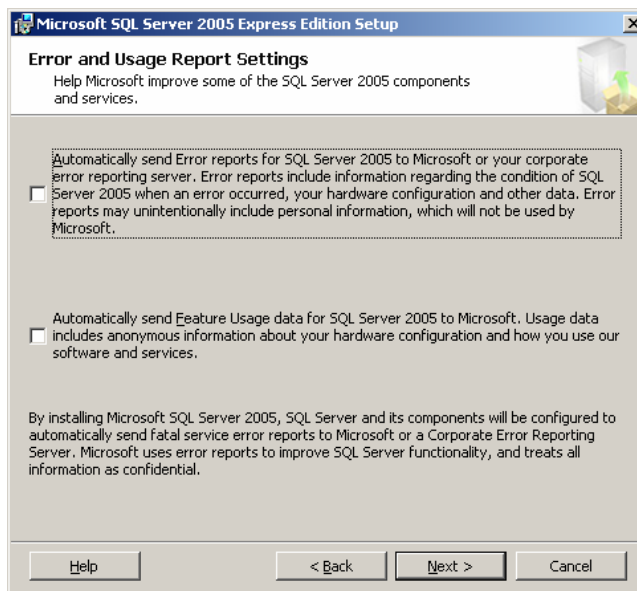 Microsoft SQL Server 2005 Express Edition Setup
Error and Usage Report Settings
Help Microsoft improve some of the SQL Server 2005 components
and services.
Automatically send Error reports for SQL Server 2005 to Microsoft or your corporate
error reporting server. Error reports include information regarding the condition of SQL
Server 2005 when an error occurred, your hardware configuration and other data. Error
reports may unintentionally include personal information, which will not be used by
Microsoft.
Automatically send Feature Usage data for SQL Server 2005 to Microsoft. Usage data
includes anonymous information about your hardware configuration and how you use our
software and services.
By installing Microsoft SQL Server 2005, SQL Server and its components will be configured to
automatically send fatal service error reports to Microsoft or a Corporate Error Reporting
Server. Microsoft uses error reports to improve SQL Server functionality, and treats all
information as confidential.
Help
< Back
Next >
Cancel